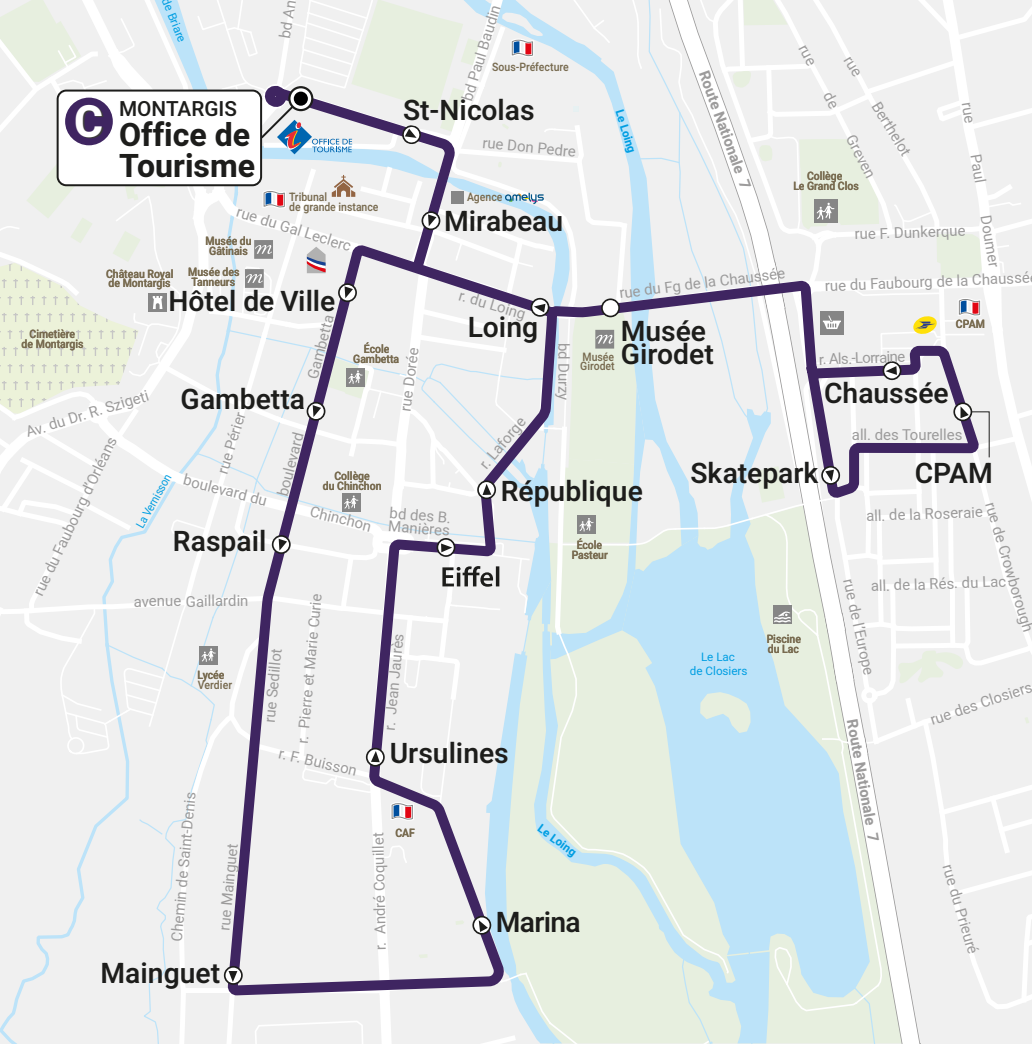 de Briare
bd An
bd Paul Baudin
Sous-Préfecture
C
MONTARGIS
Office de
Tourisme
OFFICE DE
TOURISME
St-Nicolas
rue Don Pedre
Le Loing
Route Nationale 7
rue de Greven
rue Berthelot
rue Paul Doumer
Collège
Le Grand Clos
Tribunal
de grande instance
Agence amelys
Mirabeau
rue du Gal Leclerc
rue F. Dunkerque
Musée du
Gâtinais
Château Royal
de Montargis
Musée des
Tanneurs
Hôtel de Ville
r. du Loing
Loing
rue du Fg de la Chaussée
rue du Faubourg de la Chaussée
Musée
Girodet
Musée
Girodet
CPAM
Cimetière
de Montargis
Gambetta
École
Gambetta
rue Dorée
bd Durzy
r. Als.-Lorraine
Chaussée
Gambetta
Av. du Dr. R. Szigeti
rue Périer
boulevard
r. Laforge
all. des Tourelles
CPAM
Skatepark
rue du Faubourg d'Orléans
La Vernisson
boulevard du
Chinchon
Collège
du Chinchon
République
bd des B.
Manières
École
Pasteur
all. de la Roseraie
rue de Crowborough
Raspail
Eiffel
all. de la Rés. du Lac
avenue Gaillardin
rue de l'Europe
Piscine
du Lac
Le Lac
de Closiers
Lycée
Verdier
rue Sedillot
r. Pierre et Marie Curie
r. Jean Jaurès
rue des Closiers
Route Nationale 7
Ursulines
r. F. Buisson
CAF
Le Loing
Chemin de Saint-Denis
rue Mainguet
r. André Coquillet
rue du Prieuré
Marina
Mainguet